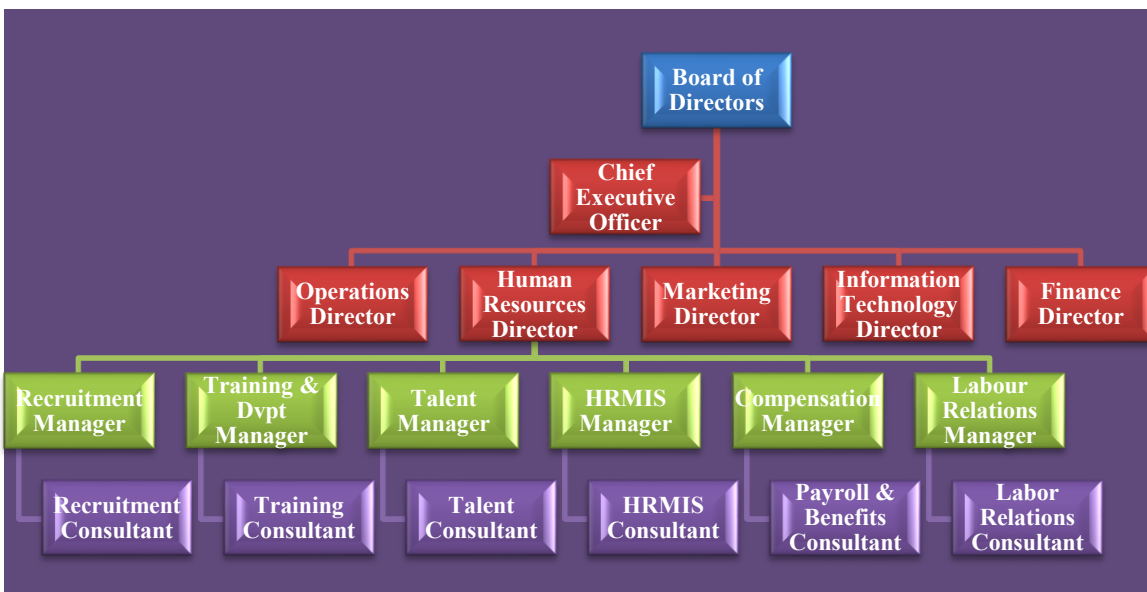 Board of
Directors
Chief
Executive
Officer
Operations
Director
Human
Resources
Director
Marketing
Director
Information
Technology
Director
Finance
Director
Recruitment
Manager
Training &
Dvpt
Manager
Talent
Manager
HRMIS
Manager
Compensation
Manager
Labour
Relations
Manager
Recruitment
Consultant
Training
Consultant
Talent
Consultant
HRMIS
Consultant
Payroll &
Benefits
Consultant
Labor
Relations
Consultant